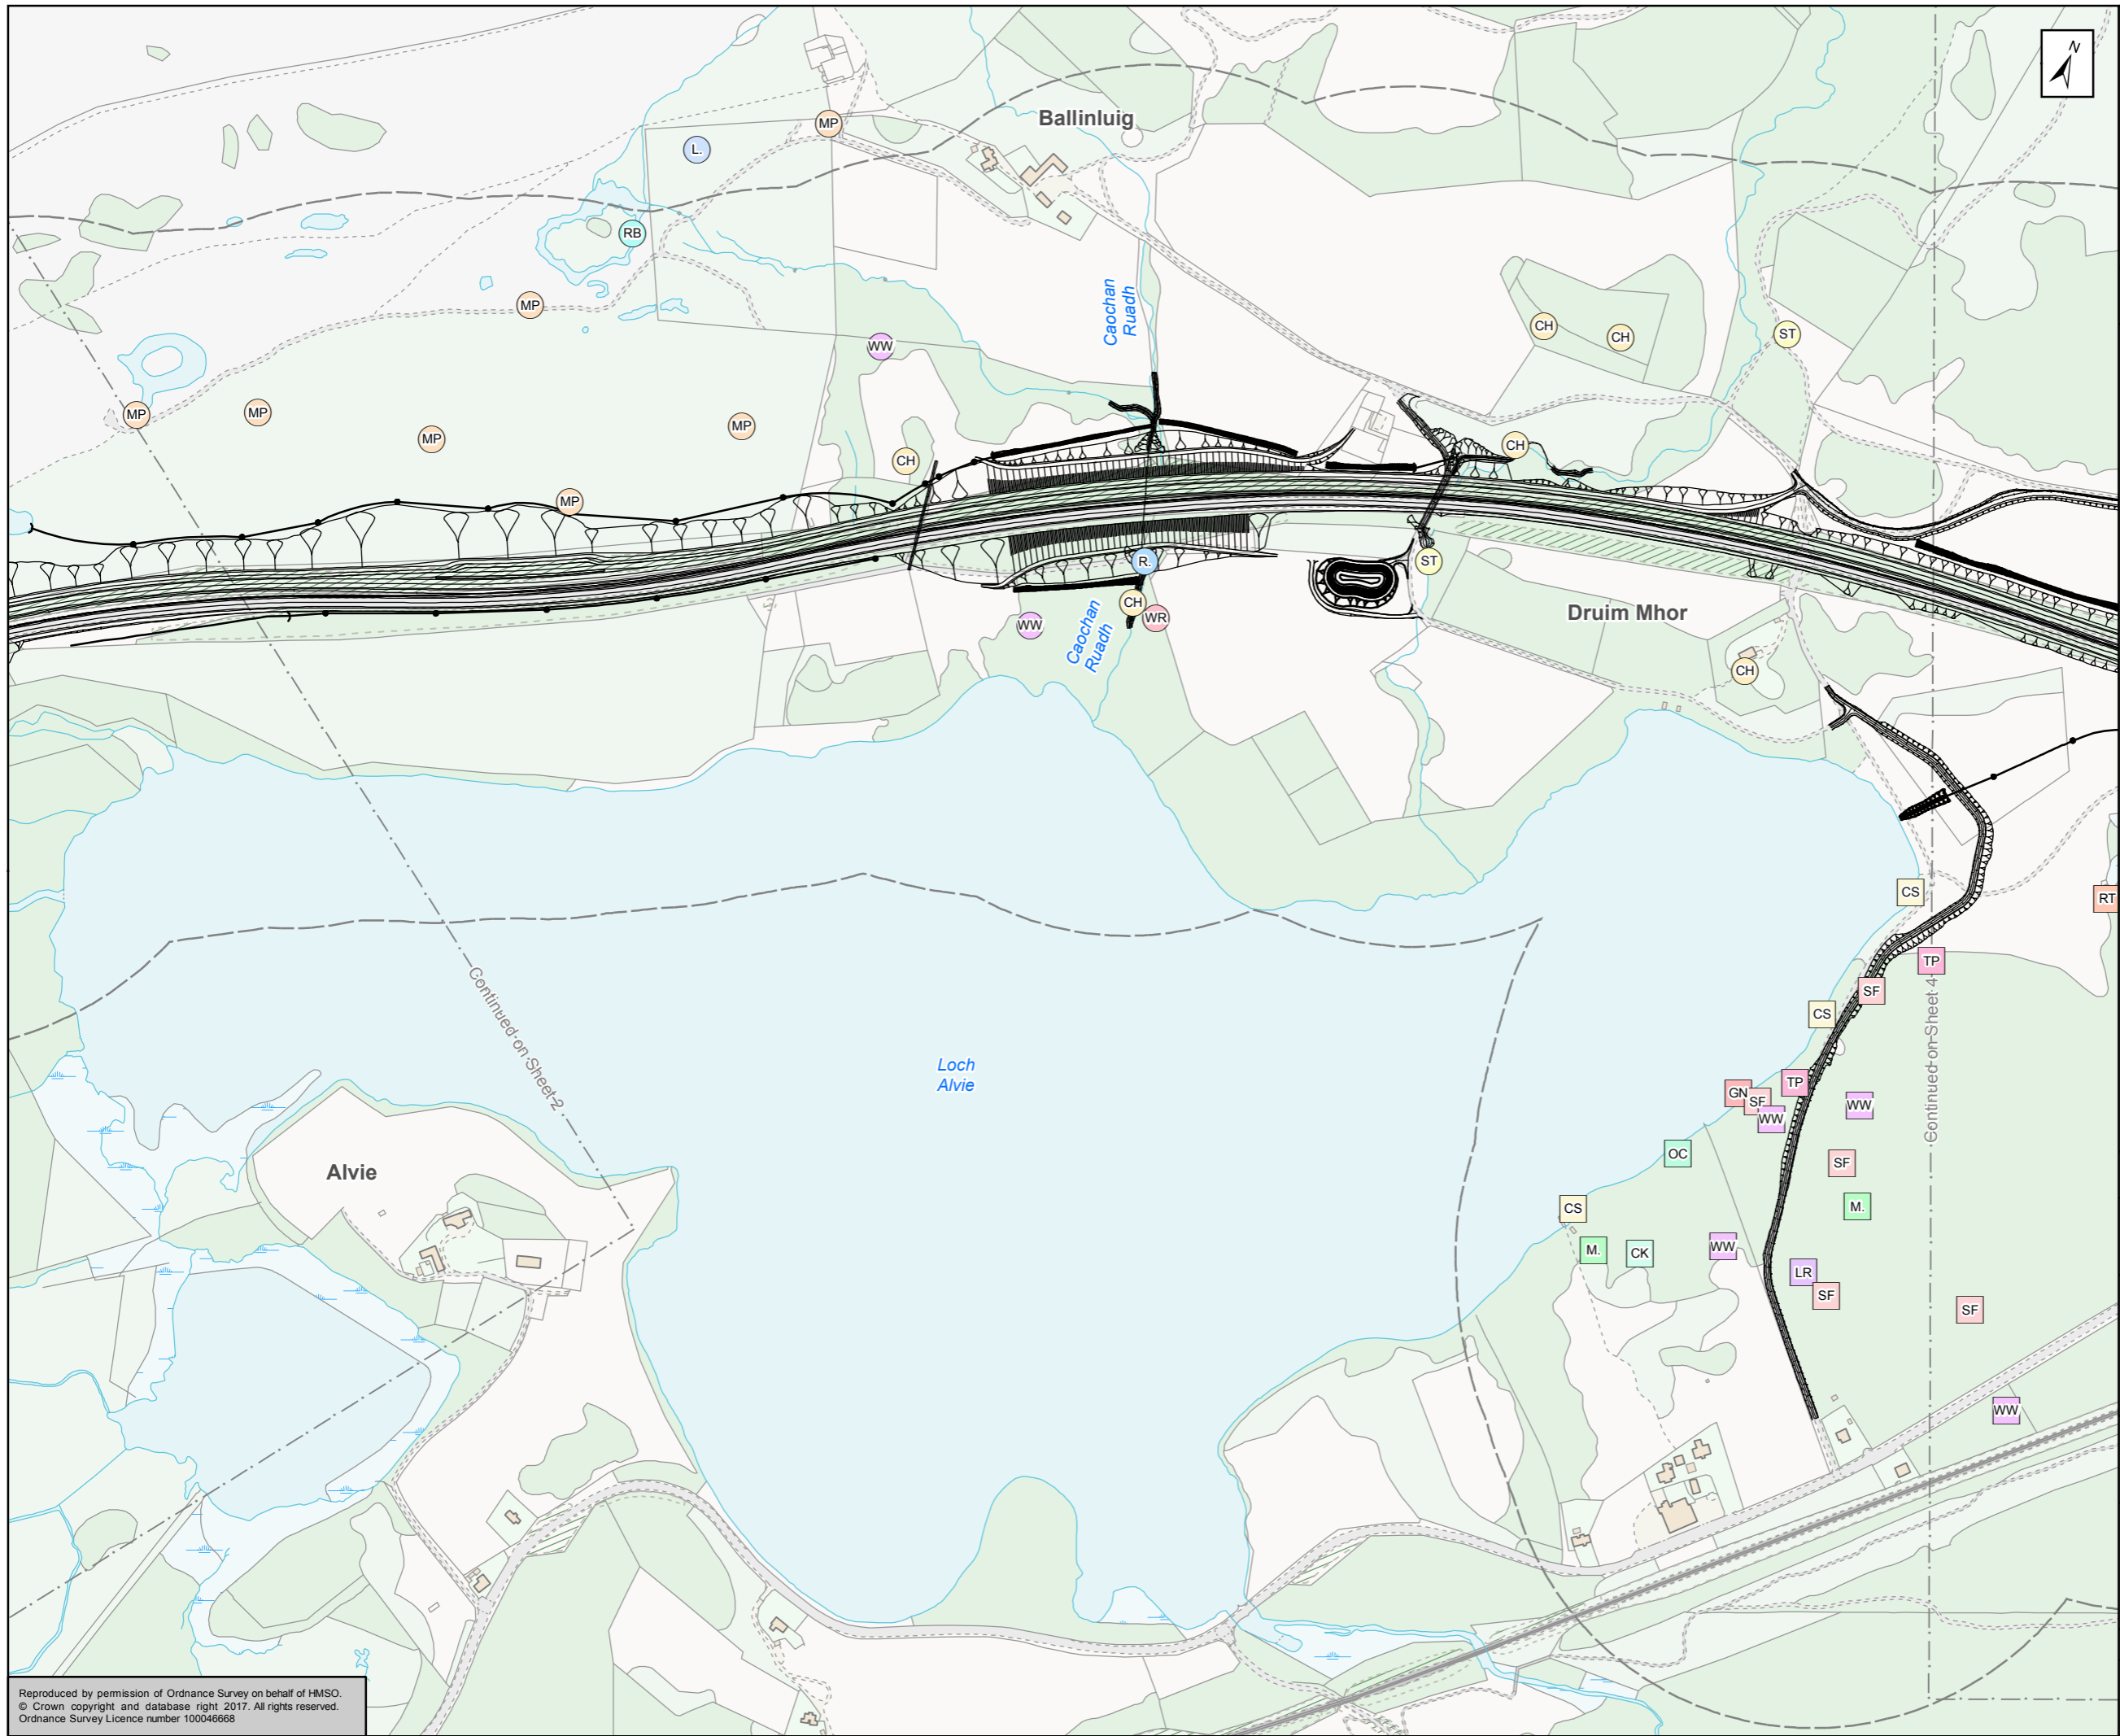 N
Ballinluig
MP
L.
RB
MP
Caochan
Ruadh
CH
CH
ST
WW
MP
MP
MP
MP
CH
CH
MP
R.
ST
CH
WR
WW
Caochan
Ruadh
Druim Mhor
CH
CS
RT
TP
SF
CS
Continued on Sheet 2
Continued on Sheet 4
Loch
Alvie
TP
GN
SF
WW
WW
OC
SF
Alvie
CS
M.
M.
CK
WW
LR
SF
SF
WW
Reproduced by permission of Ordnance Survey on behalf of HMSO.
© Crown copyright and database right 2017. All rights reserved.
Ordnance Survey Licence number 100046668